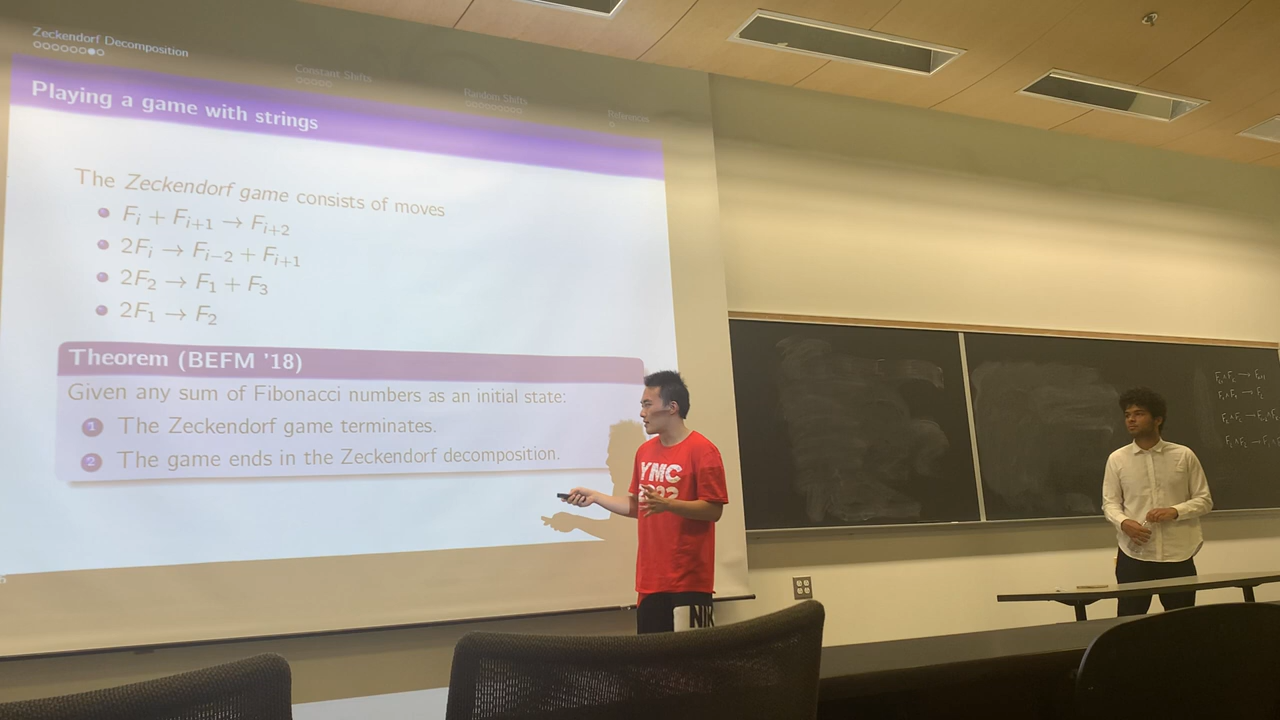 Zeckendorf Decomposition
Constant Shifts
Random Shifts
References
Playing a game with strings
The Zeckendorf game consists of moves
F_i + F_{i+1} → F_{i+2}
2F_i → F_{i−2} + F_{i+1}
2F_2 → F_1 + F_3
2F_1 → F_2
Theorem (BEFM '18)
Given any sum of Fibonacci numbers as an initial state:
1 The Zeckendorf game terminates.
2 The game ends in the Zeckendorf decomposition.
YMC
2022
NIK